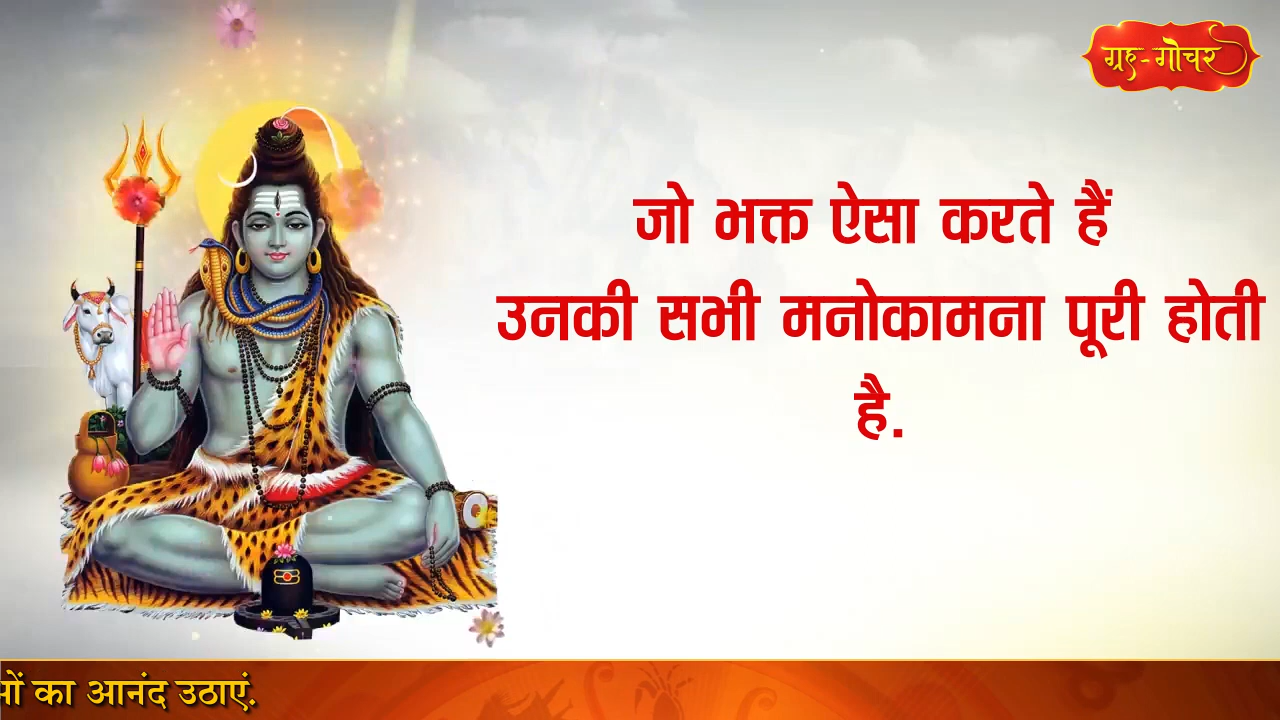 ग्रह-गोचर
जो भक्त ऐसा करते हैं
उनकी सभी मनोकामना पूरी होती
है.
का आनंद उठाएं.